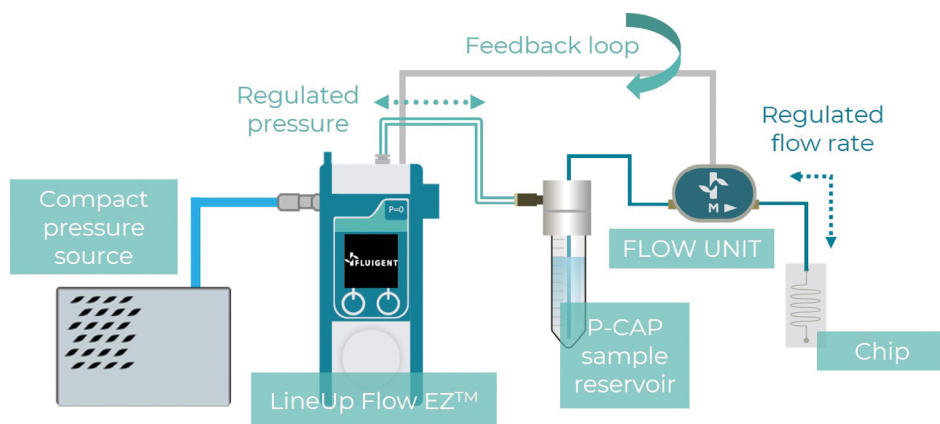 Feedback loop
Regulated
pressure
Regulated
flow rate
Compact
pressure
source
P=0
FLUIGENT
M
FLOW UNIT
P-CAP
sample
reservoir
Chip
LineUp Flow EZ™